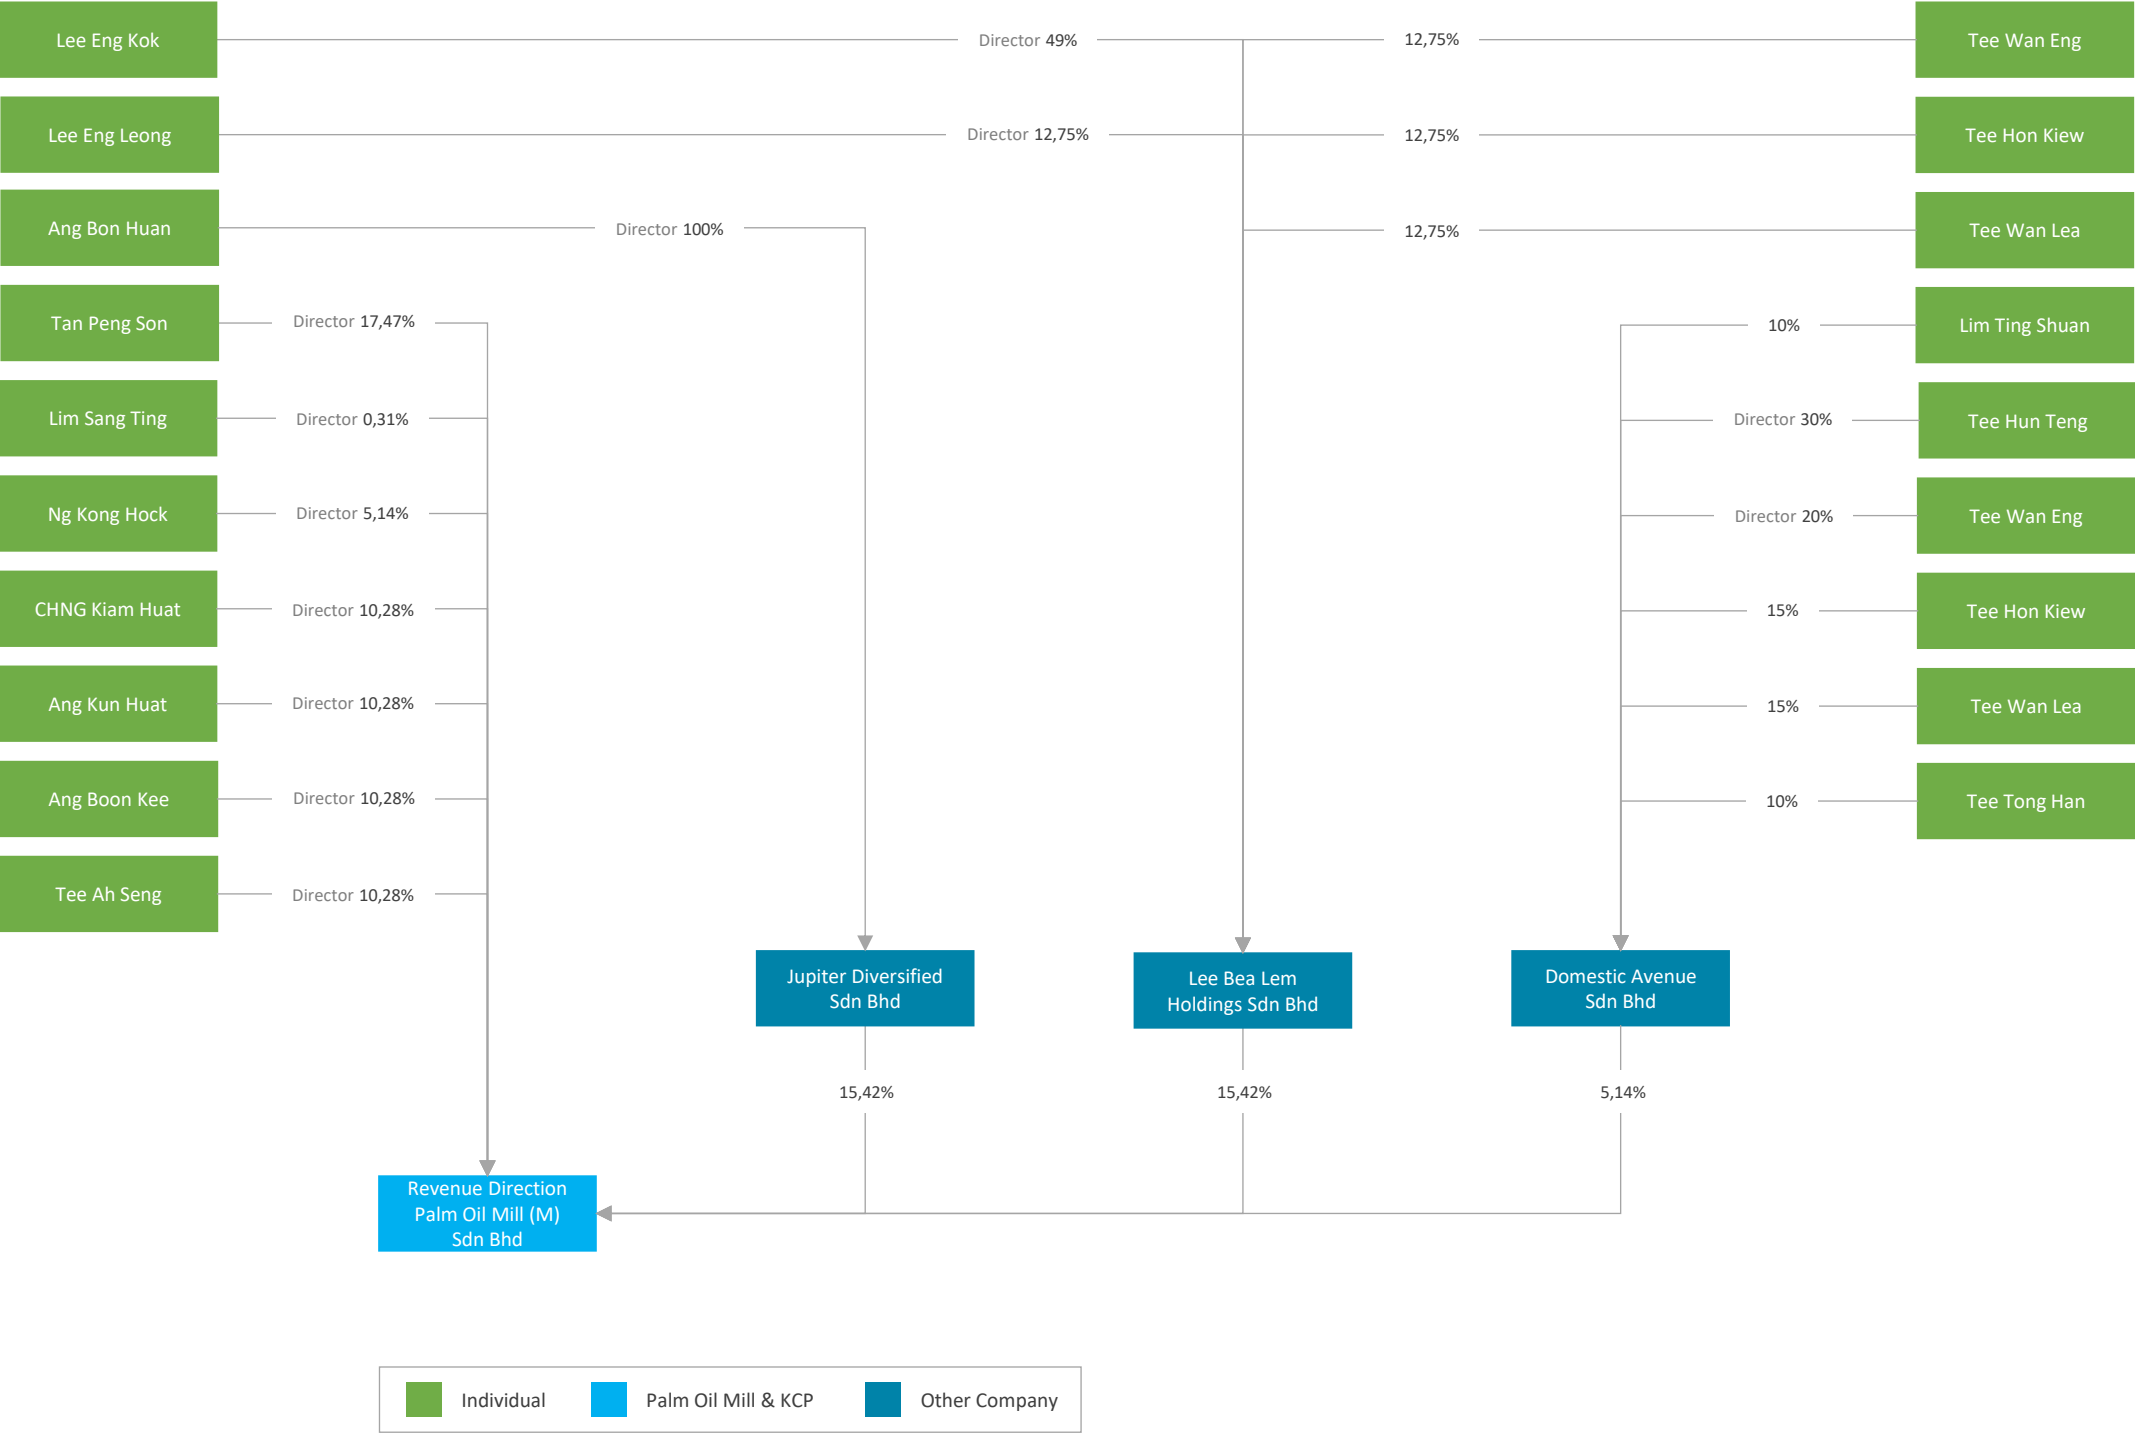 Lee Eng Kok
Director 49%
12,75%
Tee Wan Eng
Lee Eng Leong
Director 12,75%
12,75%
Tee Hon Kiew
Ang Bon Huan
Director 100%
12,75%
Tee Wan Lea
Tan Peng Son
Director 17,47%
10%
Lim Ting Shuan
Lim Sang Ting
Director 0,31%
Director 30%
Tee Hun Teng
Ng Kong Hock
Director 5,14%
Director 20%
Tee Wan Eng
CHNG Kiam Huat
Director 10,28%
15%
Tee Hon Kiew
Ang Kun Huat
Director 10,28%
15%
Tee Wan Lea
Ang Boon Kee
Director 10,28%
10%
Tee Tong Han
Tee Ah Seng
Director 10,28%
Jupiter Diversified
Sdn Bhd
Lee Bea Lem
Holdings Sdn Bhd
Domestic Avenue
Sdn Bhd
15,42%
15,42%
5,14%
Revenue Direction
Palm Oil Mill (M)
Sdn Bhd
Individual
Palm Oil Mill & KCP
Other Company